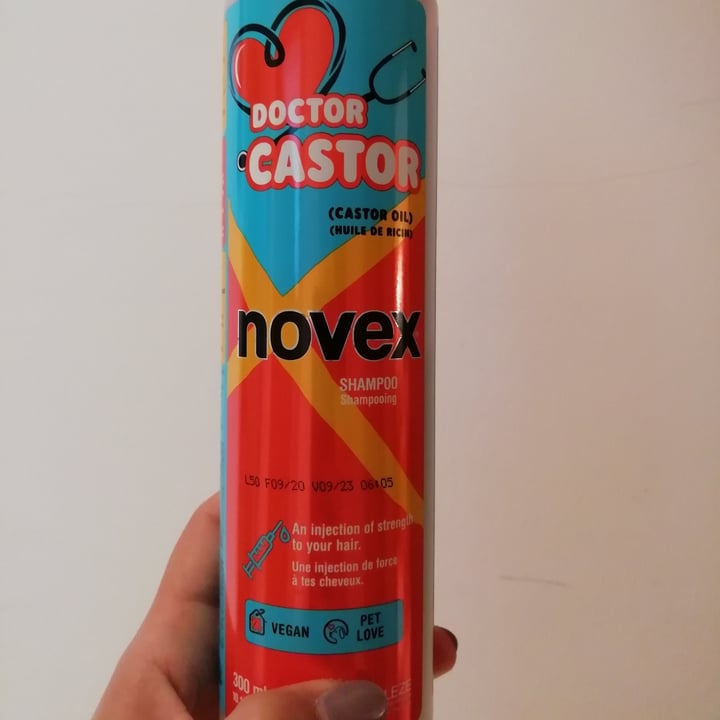 DOCTOR
CASTOR
(CASTOR OIL)
(HUILE DE RICIN)
novex
SHAMPOO
Shampooing
L50 F09/20 V09/23 06:05
An injection of strength
to your hair.
Une injection de force
à tes cheveux.
VEGAN
PET
LOVE
300 ml